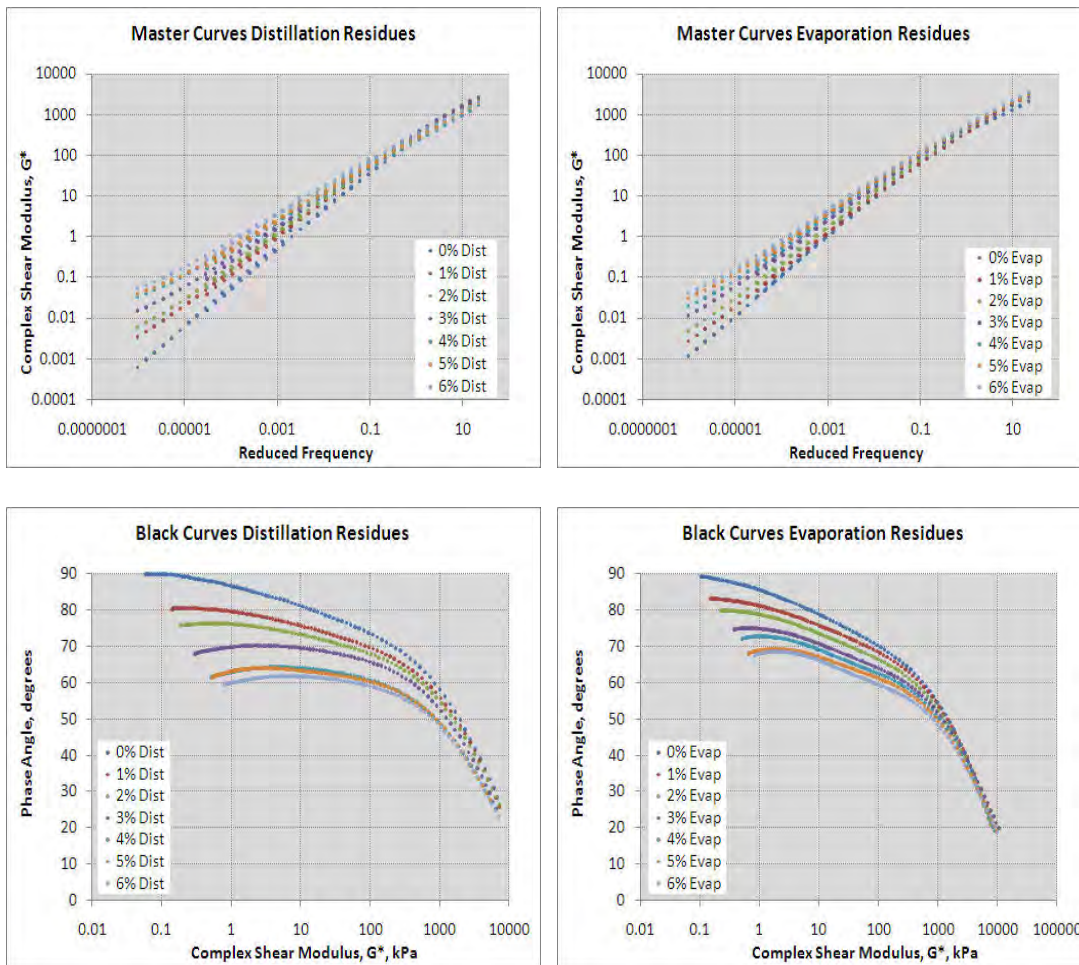 Master Curves Distillation Residues
Complex Shear Modulus, G*
10000
1000
100
10
1
0.1
0.01
0.001
0.0001
0% Dist
1% Dist
2% Dist
3% Dist
4% Dist
5% Dist
6% Dist
0.0000001 0.00001 0.001 0.1 10
Reduced Frequency
Master Curves Evaporation Residues
Complex Shear Modulus, G*
10000
1000
100
10
1
0.1
0.01
0.001
0.0001
0% Evap
1% Evap
2% Evap
3% Evap
4% Evap
5% Evap
6% Evap
0.0000001 0.00001 0.001 0.1 10
Reduced Frequency
Black Curves Distillation Residues
Phase Angle, degrees
90
80
70
60
50
40
30
20
10
0
0% Dist
1% Dist
2% Dist
3% Dist
4% Dist
5% Dist
6% Dist
0.01 0.1 1 10 100 1000 10000
Complex Shear Modulus, G*, kPa
Black Curves Evaporation Residues
Phase Angle, degrees
90
80
70
60
50
40
30
20
10
0
0% Evap
1% Evap
2% Evap
3% Evap
4% Evap
5% Evap
6% Evap
0.01 0.1 1 10 100 1000 10000 100000
Complex Shear Modulus, G*, kPa